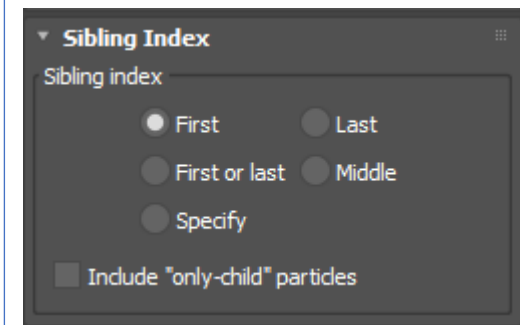 Sibling Index
Sibling index
First Last
First or last Middle
Specify
Include "only-child" particles